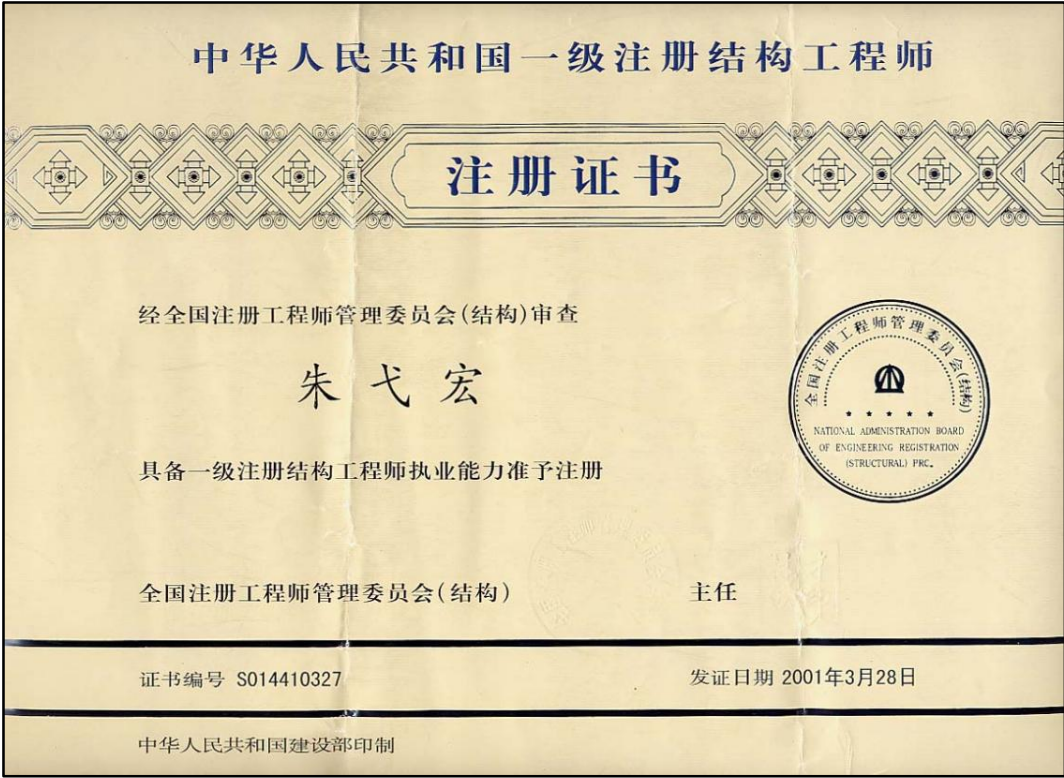 中华人民共和国一级注册结构工程师
注册证书
经全国注册工程师管理委员会(结构)审查
朱弋宏
具备一级注册结构工程师执业能力准予注册
全国注册工程师管理委员会(结构)
NATIONAL ADMINISTRATION BOARD
OF ENGINEERING REGISTRATION
(STRUCTURAL) PRC.
全国注册工程师管理委员会(结构) 主任
证书编号 S014410327 发证日期 2001年3月28日
中华人民共和国建设部印制